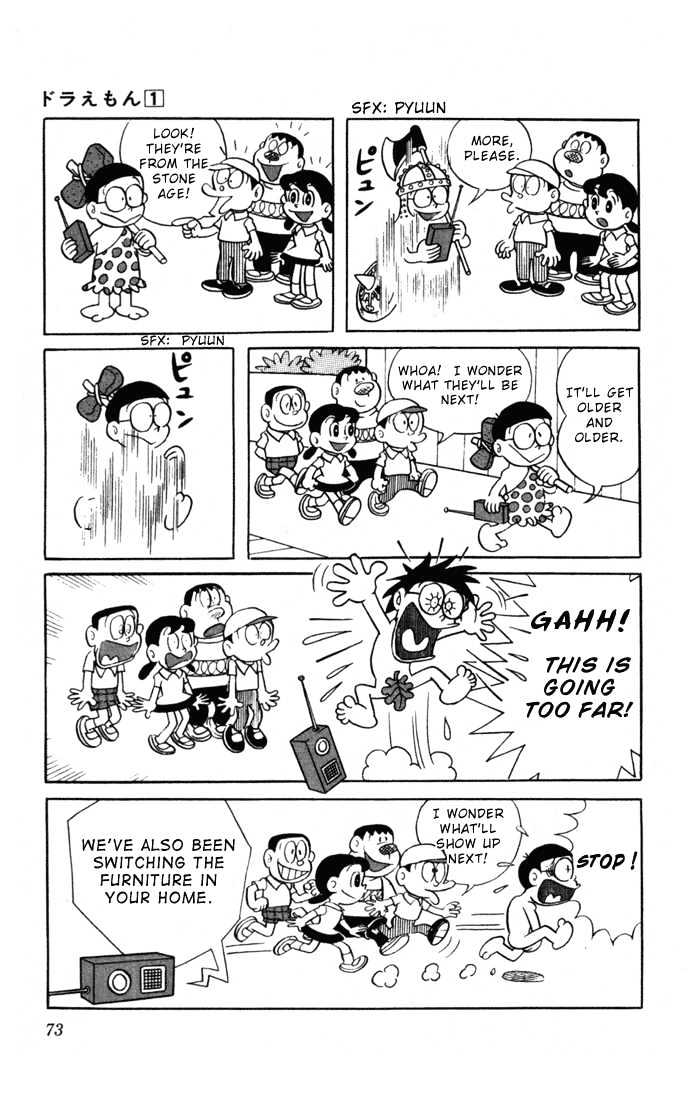 ドラえもん 1
SFX: PYUUN
LOOK!
THEY'RE
FROM THE
STONE
AGE!
MORE,
PLEASE.
ピュン
SFX: PYUUN
ピュン
WHOA! I WONDER
WHAT THEY'LL BE
NEXT!
IT'LL GET
OLDER
AND
OLDER.
GAHH!
THIS IS
GOING
TOO FAR!
WE'VE ALSO BEEN
SWITCHING THE
FURNITURE IN
YOUR HOME.
I WONDER
WHAT'LL
SHOW UP
NEXT!
STOP!
73